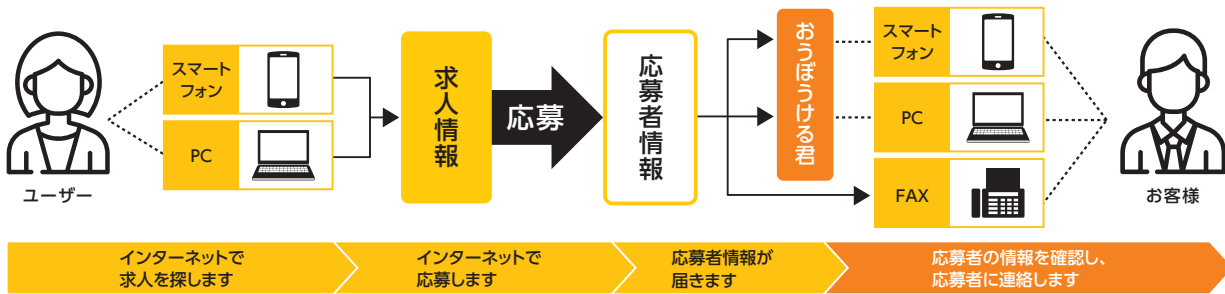 ユーザー
スマート
フォン
PC
求人情報
応募
応募者情報
おうぼうける君
スマート
フォン
PC
FAX
お客様
インターネットで
求人を探します
インターネットで
応募します
応募者情報が
届きます
応募者の情報を確認し、
応募者に連絡します